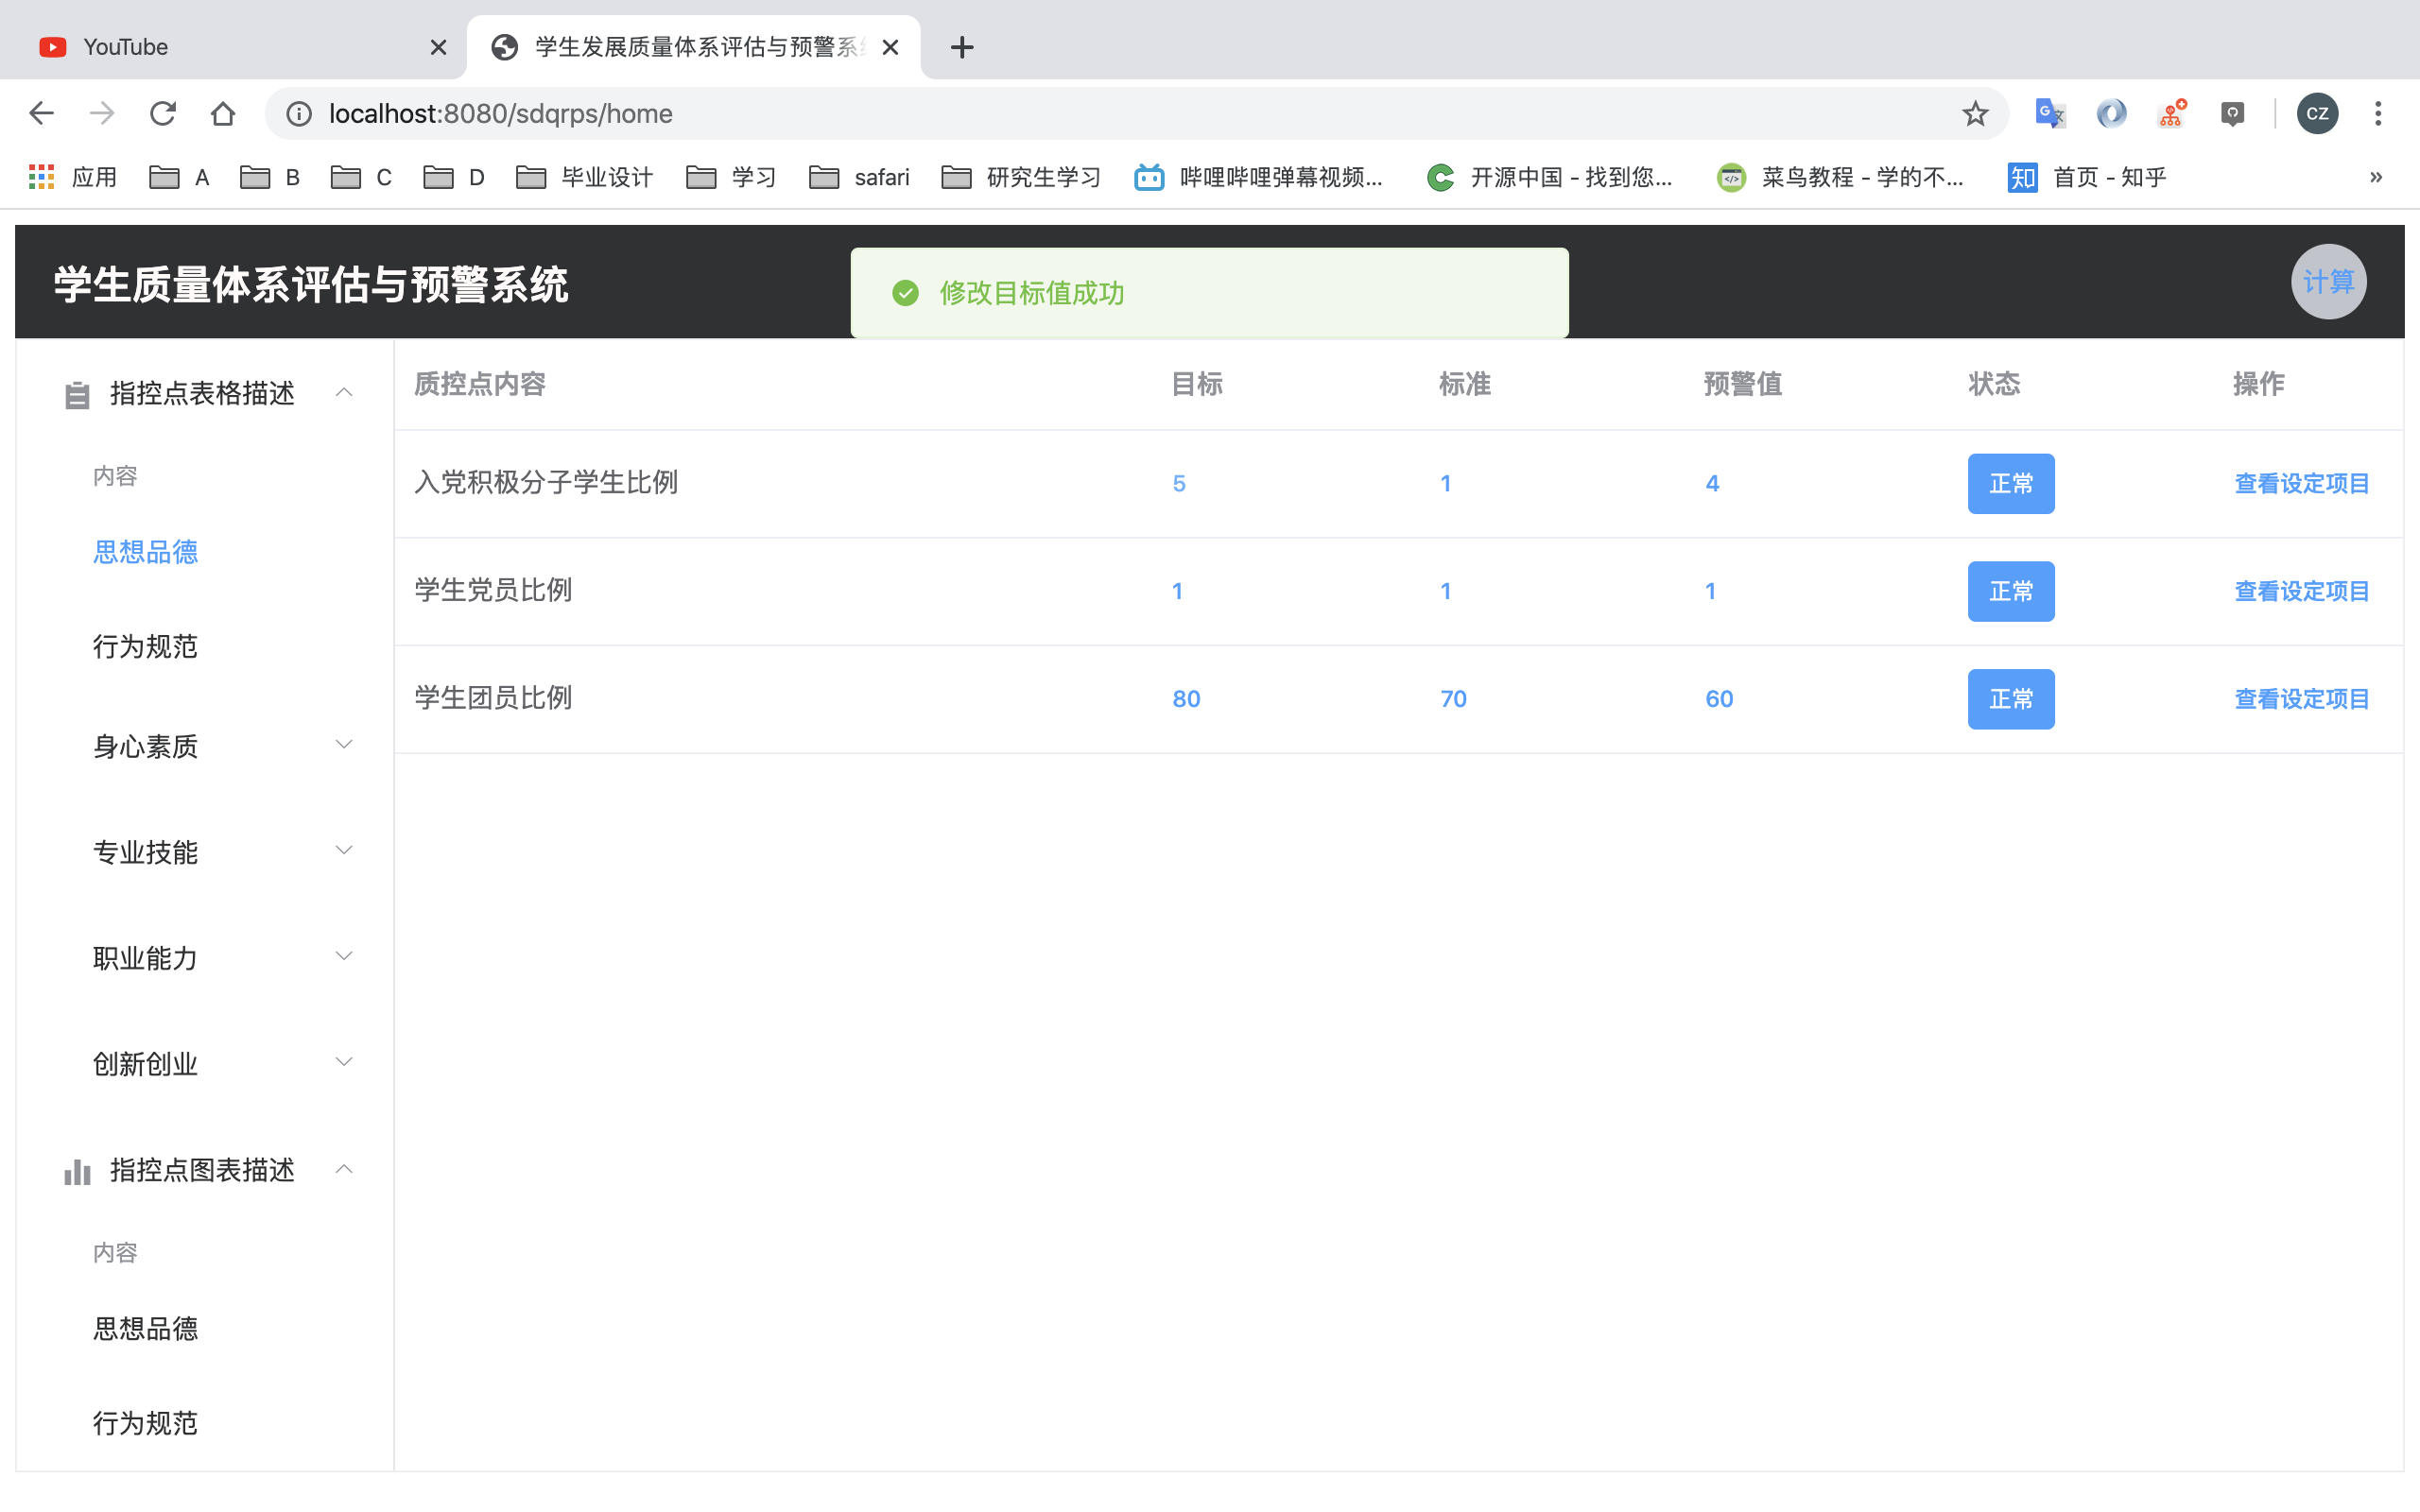 YouTube
学生发展质量体系评估与预警系
localhost:8080/sdqrps/home
CZ
应用 A B C D 毕业设计 学习 safari 研究生学习 哔哩哔哩弹幕视频... 开源中国 - 找到您... 菜鸟教程 - 学的不... 知 首页 - 知乎 »
学生质量体系评估与预警系统
修改目标值成功
计算
指控点表格描述
内容
思想品德
行为规范
身心素质
专业技能
职业能力
创新创业
指控点图表描述
内容
思想品德
行为规范
质控点内容 目标 标准 预警值 状态 操作
入党积极分子学生比例 5 1 4 正常 查看设定项目
学生党员比例 1 1 1 正常 查看设定项目
学生团员比例 80 70 60 正常 查看设定项目